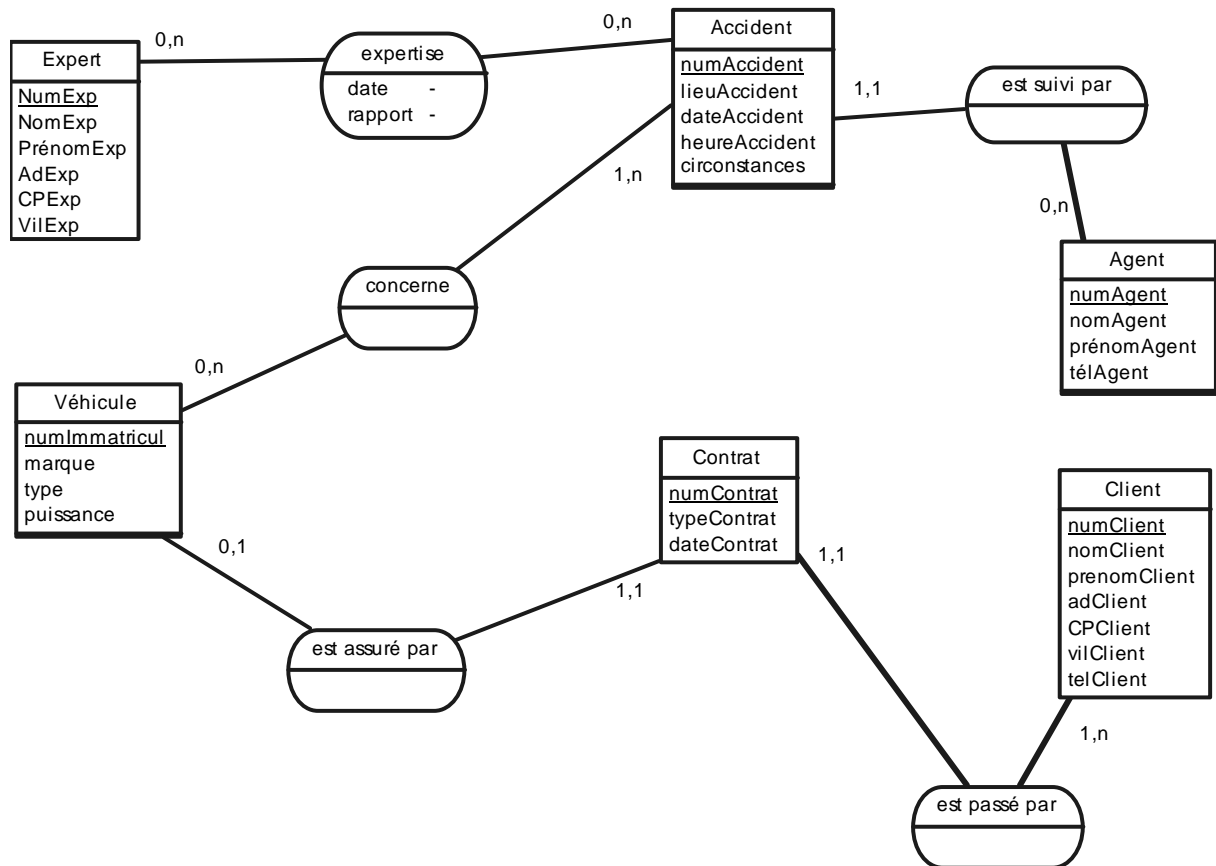 0,n
expertise
date -
rapport -
0,n
Expert
NumExp
NomExp
PrénomExp
AdExp
CPExp
VilExp
Accident
numAccident
lieuAccident
dateAccident
heureAccident
circonstances
1,1
est suivi par
1,n
0,n
concerne
Agent
numAgent
nomAgent
prénomAgent
télAgent
0,n
Véhicule
numImmatricul
marque
type
puissance
Contrat
numContrat
typeContrat
dateContrat
Client
numClient
nomClient
prenomClient
adClient
CPClient
vilClient
telClient
0,1
1,1
1,1
est assuré par
1,n
est passé par